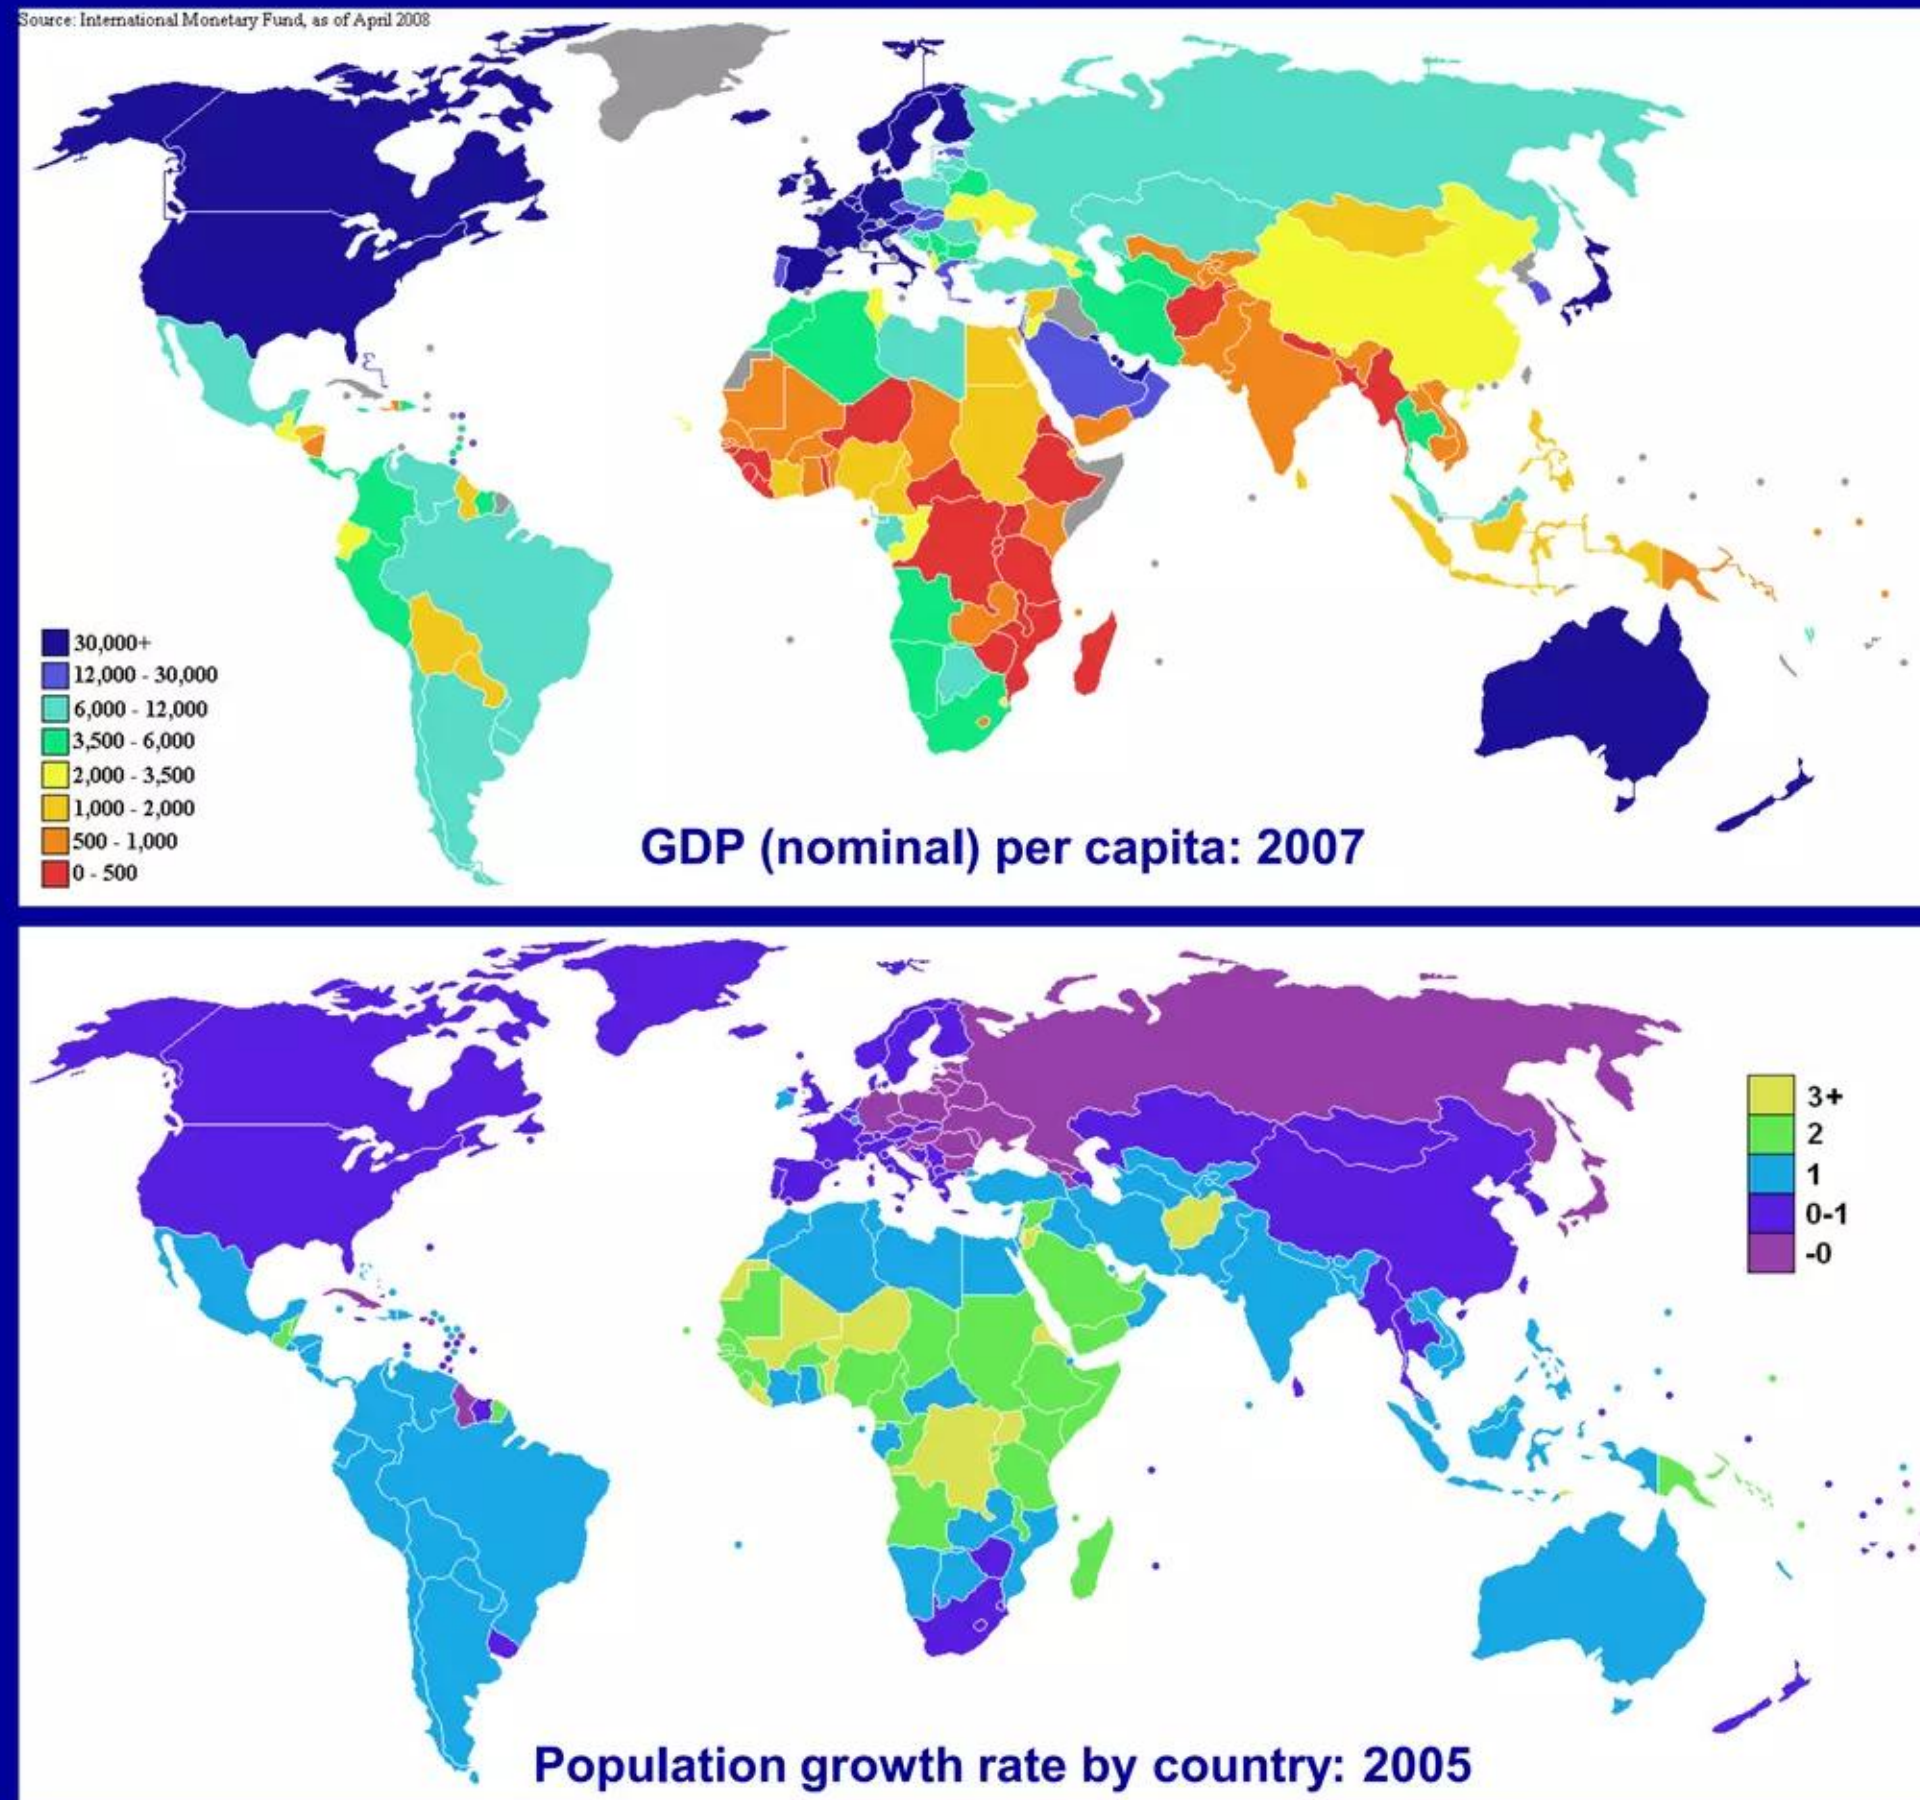 Source: International Monetary Fund, as of April 2008
30,000+
12,000 - 30,000
6,000 - 12,000
3,500 - 6,000
2,000 - 3,500
1,000 - 2,000
500 - 1,000
0 - 500
GDP (nominal) per capita: 2007
3+
2
1
0-1
-0
Population growth rate by country: 2005